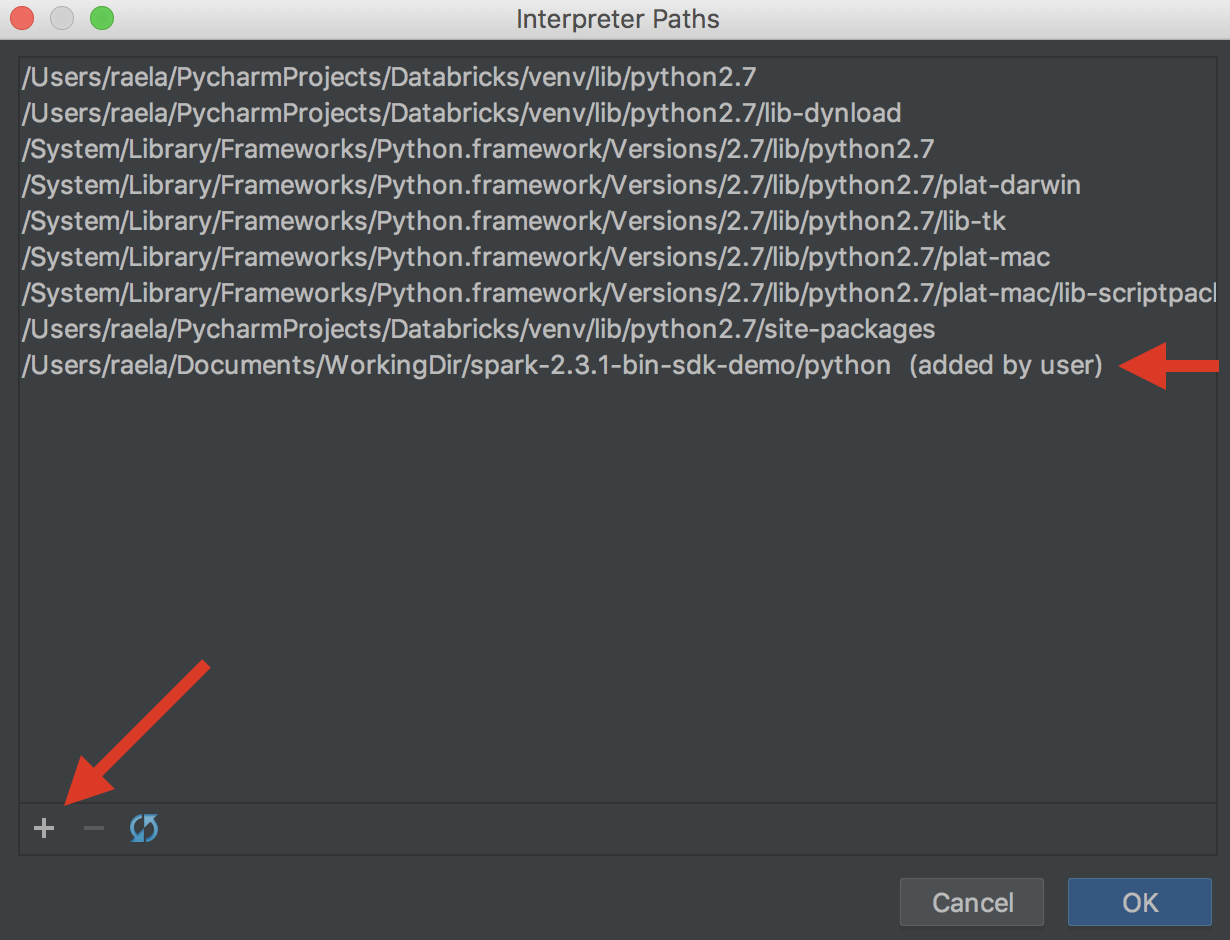 Interpreter Paths
/Users/raela/PycharmProjects/Databricks/venv/lib/python2.7
/Users/raela/PycharmProjects/Databricks/venv/lib/python2.7/lib-dynload
/System/Library/Frameworks/Python.framework/Versions/2.7/lib/python2.7
/System/Library/Frameworks/Python.framework/Versions/2.7/lib/python2.7/plat-darwin
/System/Library/Frameworks/Python.framework/Versions/2.7/lib/python2.7/lib-tk
/System/Library/Frameworks/Python.framework/Versions/2.7/lib/python2.7/plat-mac
/System/Library/Frameworks/Python.framework/Versions/2.7/lib/python2.7/plat-mac/lib-scriptpac
/Users/raela/PycharmProjects/Databricks/venv/lib/python2.7/site-packages
/Users/raela/Documents/WorkingDir/spark-2.3.1-bin-sdk-demo/python (added by user)
Cancel
OK